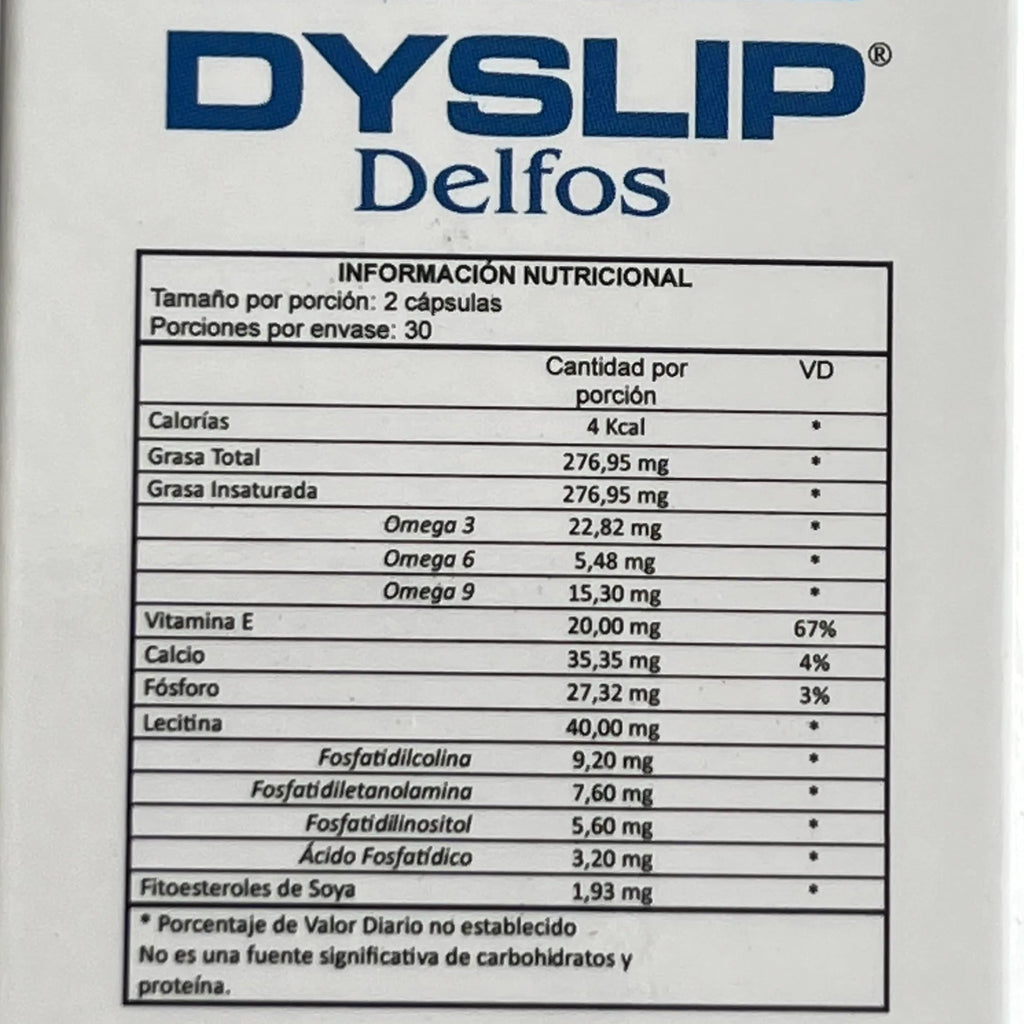 DYSLIP®
Delfos
INFORMACIÓN NUTRICIONAL
Tamaño por porción: 2 cápsulas
Porciones por envase: 30
Cantidad por porción VD
Calorías 4 Kcal *
Grasa Total 276,95 mg *
Grasa Insaturada 276,95 mg *
Omega 3 22,82 mg *
Omega 6 5,48 mg *
Omega 9 15,30 mg *
Vitamina E 20,00 mg 67%
Calcio 35,35 mg 4%
Fósforo 27,32 mg 3%
Lecitina 40,00 mg *
Fosfatidilcolina 9,20 mg *
Fosfatidiletanolamina 7,60 mg *
Fosfatidilinositol 5,60 mg *
Ácido Fosfatídico 3,20 mg *
Fitoesteroles de Soya 1,93 mg *
* Porcentaje de Valor Diario no establecido
No es una fuente significativa de carbohidratos y
proteína.